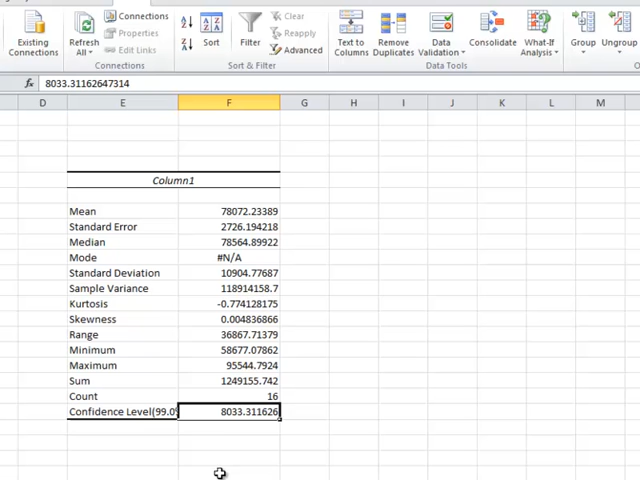 Existing Connections
Refresh All
Connections
Properties
Edit Links
Connections
Sort
Filter
Clear
Reapply
Advanced
Sort & Filter
Text to Columns
Remove Duplicates
Data Validation
Consolidate
What-If Analysis
Data Tools
Group
Ungroup
fx 8033.31162647314
D E F G H I J K L M
Column1
Mean 78072.23389
Standard Error 2726.194218
Median 78564.89922
Mode #N/A
Standard Deviation 10904.77687
Sample Variance 118914158.7
Kurtosis -0.774128175
Skewness 0.004836866
Range 36867.71379
Minimum 58677.07862
Maximum 95544.7924
Sum 1249155.742
Count 16
Confidence Level(99.0% 8033.311626